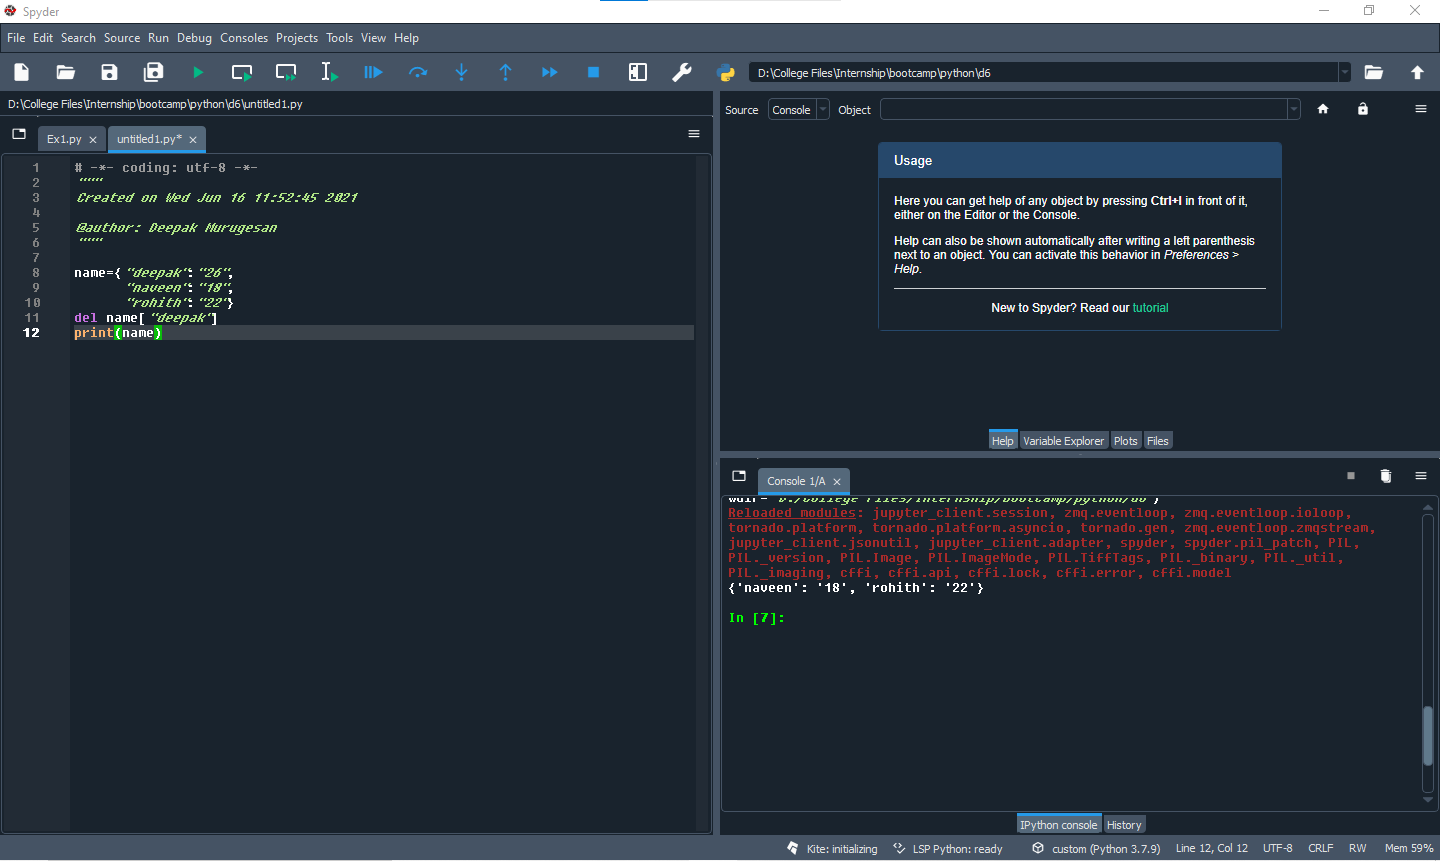 Spyder
File Edit Search Source Run Debug Consoles Projects Tools View Help
D:\College Files\Internship\bootcamp\python\d6
D:\College Files\Internship\bootcamp\python\d6\untitled1.py
Ex1.py
untitled1.py*
1 # -*- coding: utf-8 -*-
2 """
3 Created on Wed Jun 16 11:52:45 2021
4
5 @author: Deepak Murugesan
6 """
7
8 name={"deepak":"26",
9 "naveen":"18",
10 "rohith":"22"}
11 del name["deepak"]
12 print(name)
Source Console Object
Usage
Here you can get help of any object by pressing Ctrl+I in front of it,
either on the Editor or the Console.
Help can also be shown automatically after writing a left parenthesis
next to an object. You can activate this behavior in Preferences >
Help.
New to Spyder? Read our tutorial
Help Variable Explorer Plots Files
Console 1/A
wdir='D:/College Files/Internship/bootcamp/python/d6')
Reloaded modules: jupyter_client.session, zmq.eventloop, zmq.eventloop.ioloop,
tornado.platform, tornado.platform.asyncio, tornado.gen, zmq.eventloop.zmqstream,
jupyter_client.jsonutil, jupyter_client.adapter, spyder, spyder.pil_patch, PIL,
PIL._version, PIL.Image, PIL.ImageMode, PIL.TiffTags, PIL._binary, PIL._util,
PIL._imaging, cffi, cffi.api, cffi.lock, cffi.error, cffi.model
{'naveen': '18', 'rohith': '22'}
In [7]:
IPython console History
Kite: initializing LSP Python: ready custom (Python 3.7.9) Line 12, Col 12 UTF-8 CRLF RW Mem 59%